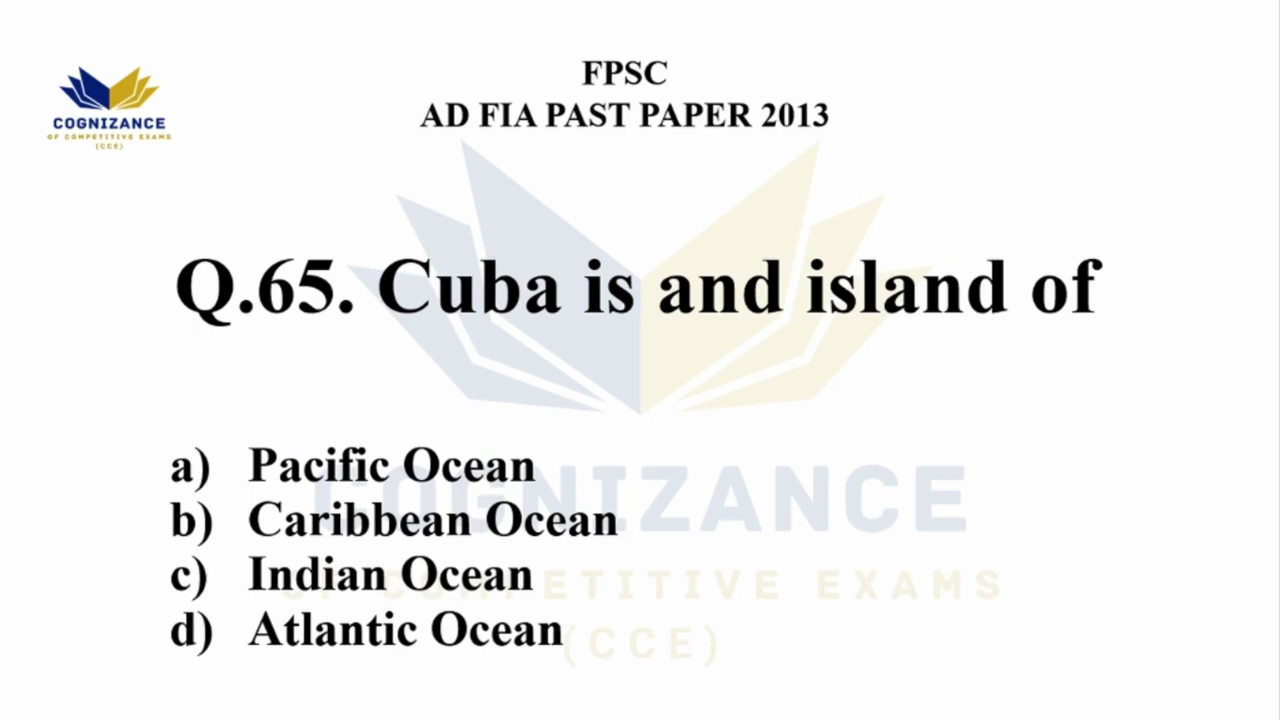 COGNIZANCE
OF COMPETITIVE EXAMS
(CCE)
FPSC
AD FIA PAST PAPER 2013
Q.65. Cuba is and island of
a) Pacific Ocean
b) Caribbean Ocean
c) Indian Ocean
d) Atlantic Ocean
COGNIZANCE
OF COMPETITIVE EXAMS
(CCE)